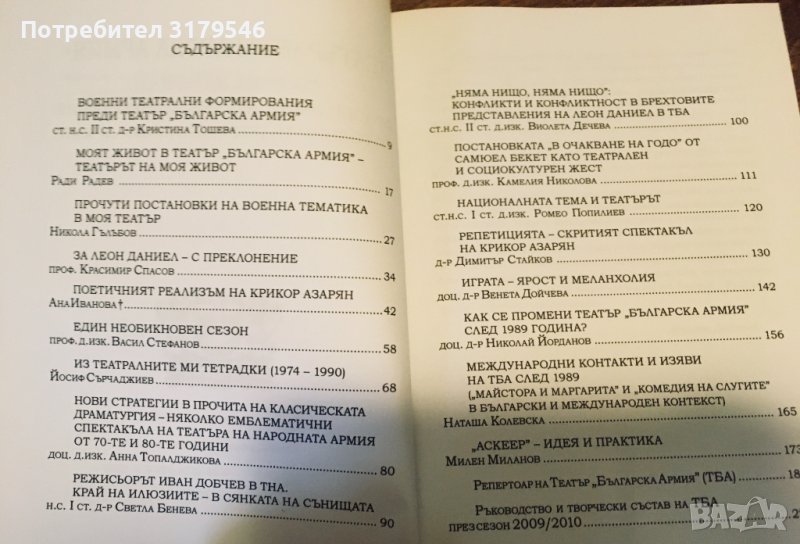 Потребител 3179546
СЪДЪРЖАНИЕ
ВОЕННИ ТЕАТРАЛНИ ФОРМИРОВАНИЯ
ПРЕДИ ТЕАТЪР „БЪЛГАРСКА АРМИЯ”
СТ. Н.С. II СТ. Д-Р КРИСТИНА ТОШЕВА 9
МОЯТ ЖИВОТ В ТЕАТЪР „БЪЛГАРСКА АРМИЯ” –
ТЕАТЪРЪТ НА МОЯ ЖИВОТ
РАДИ РАДЕВ 17
ПРОЧУТИ ПОСТАНОВКИ НА ВОЕННА ТЕМАТИКА
В МОЯ ТЕАТЪР
НИКОЛА ГЪЛЪБОВ 27
ЗА ЛЕОН ДАНИЕЛ – С ПРЕКЛОНЕНИЕ
ПРОФ. КРАСИМИР СПАСОВ 34
ПОЕТИЧНИЯТ РЕАЛИЗЪМ НА КРИКОР АЗАРЯН
АНА ИВАНОВА† 42
ЕДИН НЕОБИКНОВЕН СЕЗОН
ПРОФ. Д.ИЗК. ВАСИЛ СТЕФАНОВ 58
ИЗ ТЕАТРАЛНИТЕ МИ ТЕТРАДКИ (1974 – 1990)
ЙОСИФ СЪРЧАДЖИЕВ 68
НОВИ СТРАТЕГИИ В ПРОЧИТА НА КЛАСИЧЕСКАТА
ДРАМАТУРГИЯ – НЯКОЛКО ЕМБЛЕМАТИЧНИ
СПЕКТАКЪЛА НА ТЕАТЪРА НА НАРОДНАТА АРМИЯ
ОТ 70-ТЕ И 80-ТЕ ГОДИНИ
ДОЦ. Д.ИЗК. АННА ТОПАЛДЖИКОВА 80
РЕЖИСЬОРЪТ ИВАН ДОБЧЕВ В ТНА.
КРАЙ НА ИЛЮЗИИТЕ – В СЯНКАТА НА СЪНИЩАТА
Н.С. I СТ. Д-Р СВЕТЛА БЕНЕВА 90
„НЯМА НИЩО, НЯМА НИЩО”:
КОНФЛИКТИ И КОНФЛИКТНОСТ В БРЕХТОВИТЕ
ПРЕДСТАВЛЕНИЯ НА ЛЕОН ДАНИЕЛ В ТБА
СТ.Н.С. II СТ. Д.ИЗК. ВИОЛЕТА ДЕЧЕВА 100
ПОСТАНОВКАТА „В ОЧАКВАНЕ НА ГОДО” ОТ
САМЮЕЛ БЕКЕТ КАТО ТЕАТРАЛЕН
И СОЦИОКУЛТУРЕН ЖЕСТ
ПРОФ. Д.ИЗК. КАМЕЛИЯ НИКОЛОВА 111
НАЦИОНАЛНАТА ТЕМА И ТЕАТЪРЪТ
СТ.Н.С. I СТ. Д.ИЗК. РОМЕО ПОПИЛИЕВ 120
РЕПЕТИЦИЯТА – СКРИТИЯТ СПЕКТАКЪЛ
НА КРИКОР АЗАРЯН
Д-Р ДИМИТЪР СТАЙКОВ 130
ИГРАТА – ЯРОСТ И МЕЛАНХОЛИЯ
ДОЦ. Д-Р ВЕНЕТА ДОЙЧЕВА 142
КАК СЕ ПРОМЕНИ ТЕАТЪР „БЪЛГАРСКА АРМИЯ”
СЛЕД 1989 ГОДИНА?
ДОЦ. Д-Р НИКОЛАЙ ЙОРДАНОВ 156
МЕЖДУНАРОДНИ КОНТАКТИ И ИЗЯВИ
НА ТБА СЛЕД 1989
(„МАЙСТОРА И МАРГАРИТА” И „КОМЕДИЯ НА СЛУГИТЕ”
В БЪЛГАРСКИ И МЕЖДУНАРОДЕН КОНТЕКСТ)
НАТАША КОЛЕВСКА 165
„АСКЕЕР” – ИДЕЯ И ПРАКТИКА
МИЛЕН МИЛАНОВ 173
РЕПЕРТОАР НА ТЕАТЪР „БЪЛГАРСКА АРМИЯ” (ТБА)
РЪКОВОДСТВО И ТВОРЧЕСКИ СЪСТАВ НА ТБА
ПРЕЗ СЕЗОН 2009/2010
BAZAR